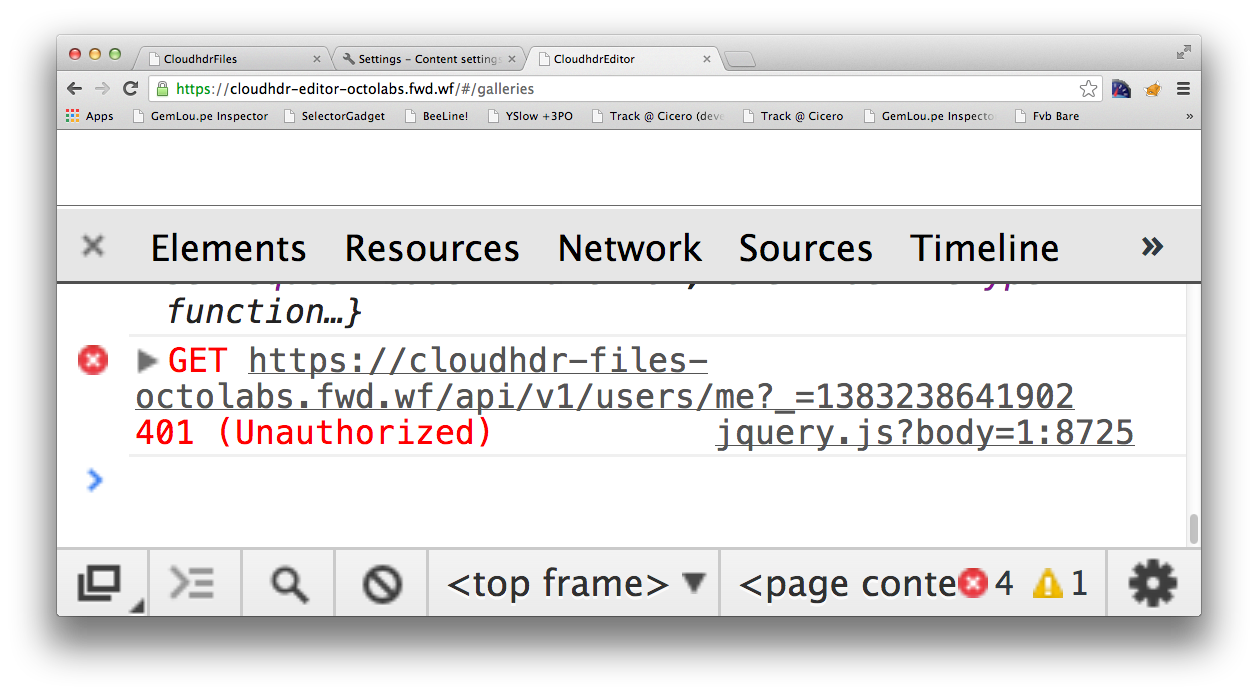 CloudhdrFiles
Settings – Content settings
CloudhdrEditor
https://cloudhdr-editor-octolabs.fwd.wf/#/galleries
Apps GemLou.pe Inspector SelectorGadget BeeLine! YSlow +3PO Track @ Cicero (dev Track @ Cicero GemLou.pe Inspecto Fvb Bare »
× Elements Resources Network Sources Timeline »
function…}
GET https://cloudhdr-files-
octolabs.fwd.wf/api/v1/users/me?_=1383238641902
401 (Unauthorized) jquery.js?body=1:8725
<top frame> ▼ <page conte 4 1